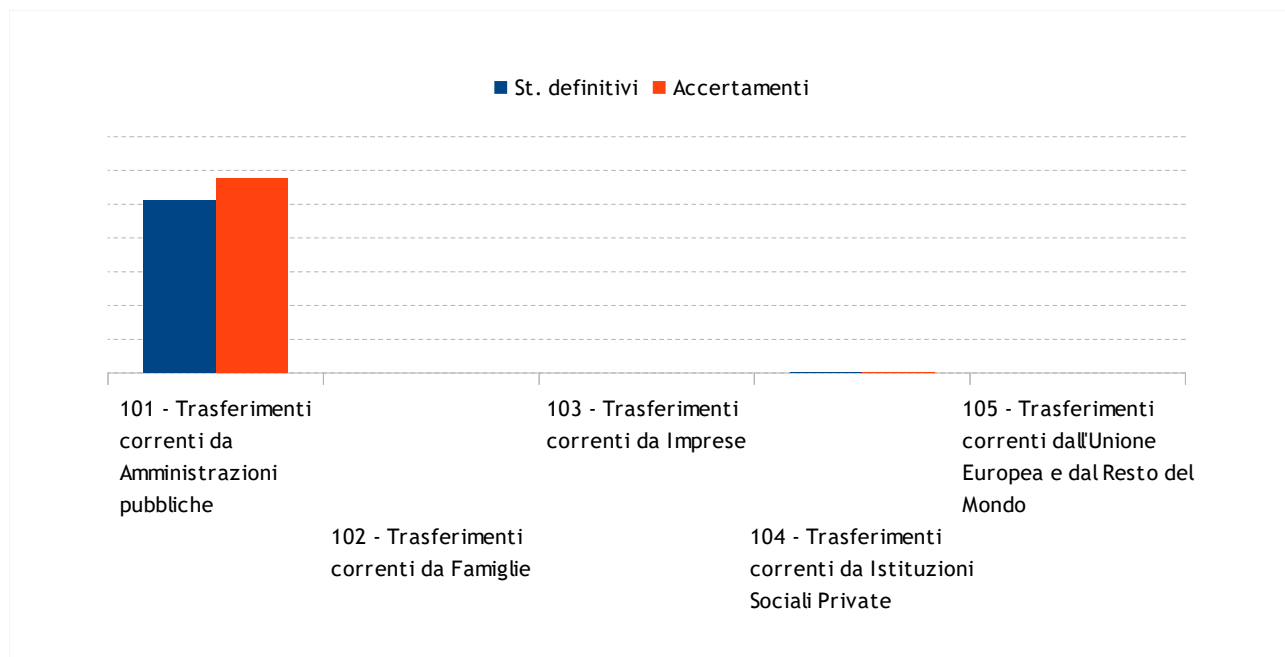 St. definitivi Accertamenti
101 - Trasferimenti
correnti da
Amministrazioni
pubbliche
102 - Trasferimenti
correnti da Famiglie
103 - Trasferimenti
correnti da Imprese
104 - Trasferimenti
correnti da Istituzioni
Sociali Private
105 - Trasferimenti
correnti dall'Unione
Europea e dal Resto del
Mondo